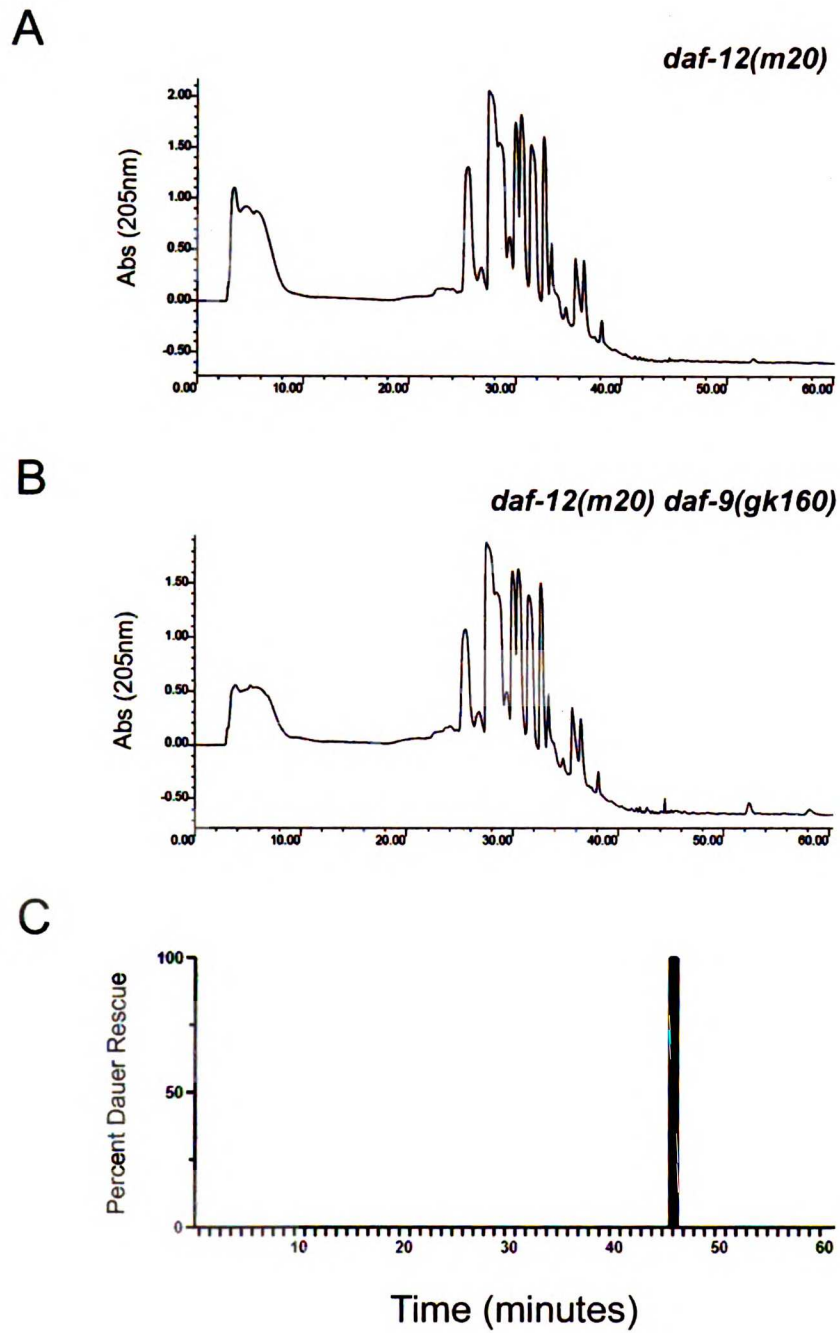 A
daf-12(m20)
Abs (205nm)
2.00
1.50
1.00
0.50
0.00
-0.50
0.00 10.00 20.00 30.00 40.00 50.00 60.00
B
daf-12(m20) daf-9(gk160)
Abs (205nm)
1.50
1.00
0.50
0.00
-0.50
0.00 10.00 20.00 30.00 40.00 50.00 60.00
C
Percent Dauer Rescue
100
50
0
10 20 30 40 50 60
Time (minutes)